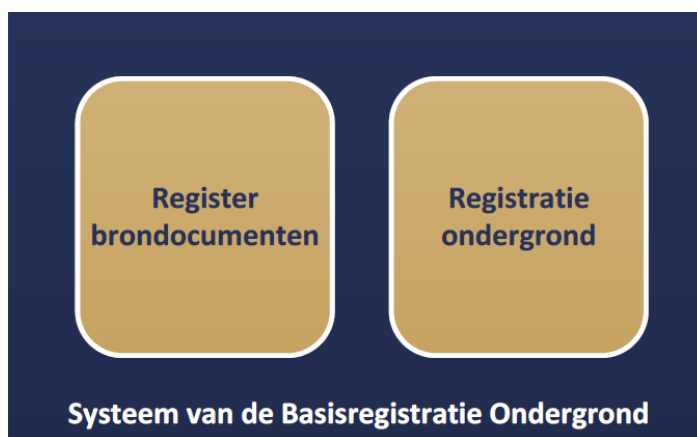 Register
brondocumenten
Registratie
ondergrond
Systeem van de Basisregistratie Ondergrond